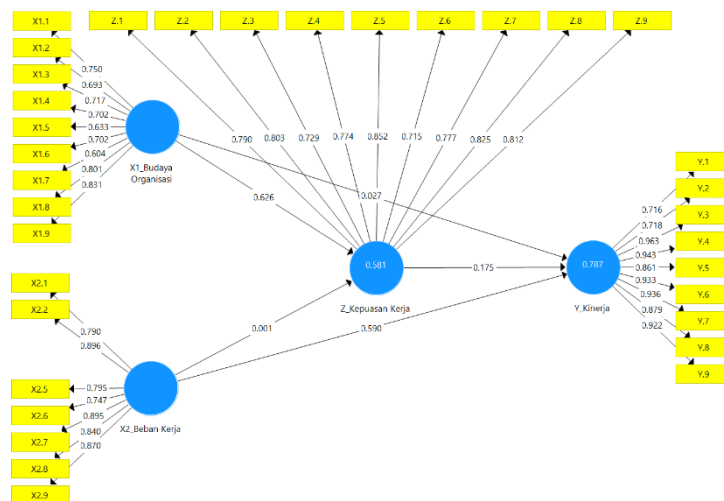 X1.1
X1.2
X1.3
X1.4
X1.5
X1.6
X1.7
X1.8
X1.9
0.750
0.693
0.717
0.702
0.633
0.702
0.604
0.801
0.831
X1_Budaya
Organisasi
Z.1
Z.2
Z.3
Z.4
Z.5
Z.6
Z.7
Z.8
Z.9
0.790
0.803
0.729
0.774
0.852
0.715
0.777
0.825
0.812
0.626
0.027
0.581
Z_Kepuasan Kerja
0.175
0.001
0.590
X2.1
X2.2
X2.5
X2.6
X2.7
X2.8
X2.9
0.790
0.896
0.795
0.747
0.895
0.840
0.870
X2_Beban Kerja
0.787
Y_Kinerja
0.716
0.718
0.963
0.943
0.861
0.933
0.936
0.879
0.922
Y.1
Y.2
Y.3
Y.4
Y.5
Y.6
Y.7
Y.8
Y.9